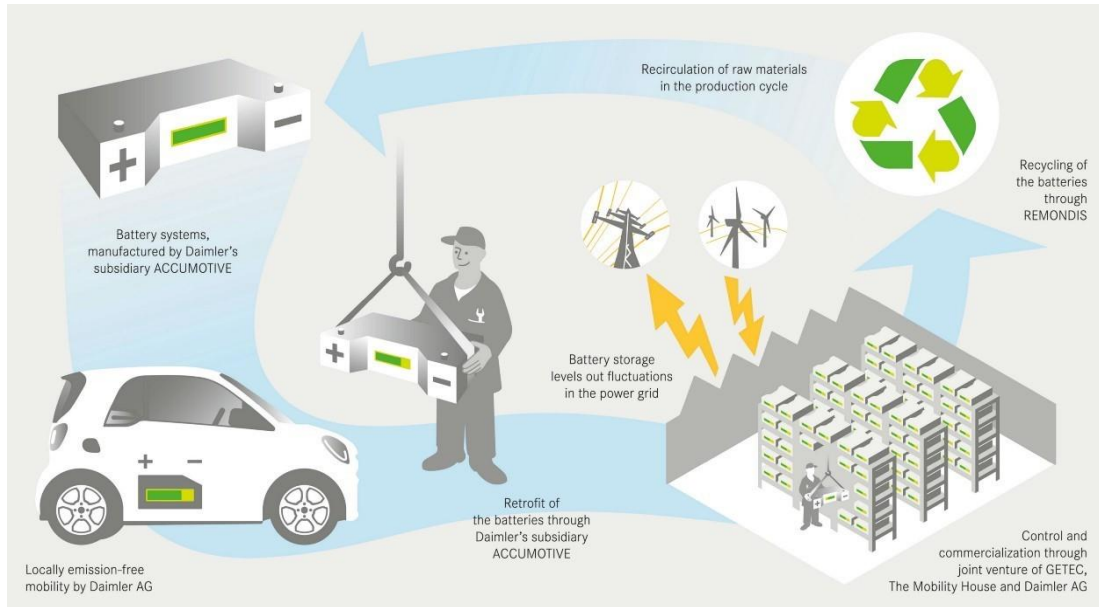 Recirculation of raw materials
in the production cycle
Recycling of
the batteries
through
REMONDIS
Battery systems,
manufactured by Daimler's
subsidiary ACCUMOTIVE
Battery storage
levels out fluctuations
in the power grid
Retrofit of
the batteries through
Daimler's subsidiary
ACCUMOTIVE
Locally emission-free
mobility by Daimler AG
Control and
commercialization through
joint venture of GETEC,
The Mobility House and Daimler AG